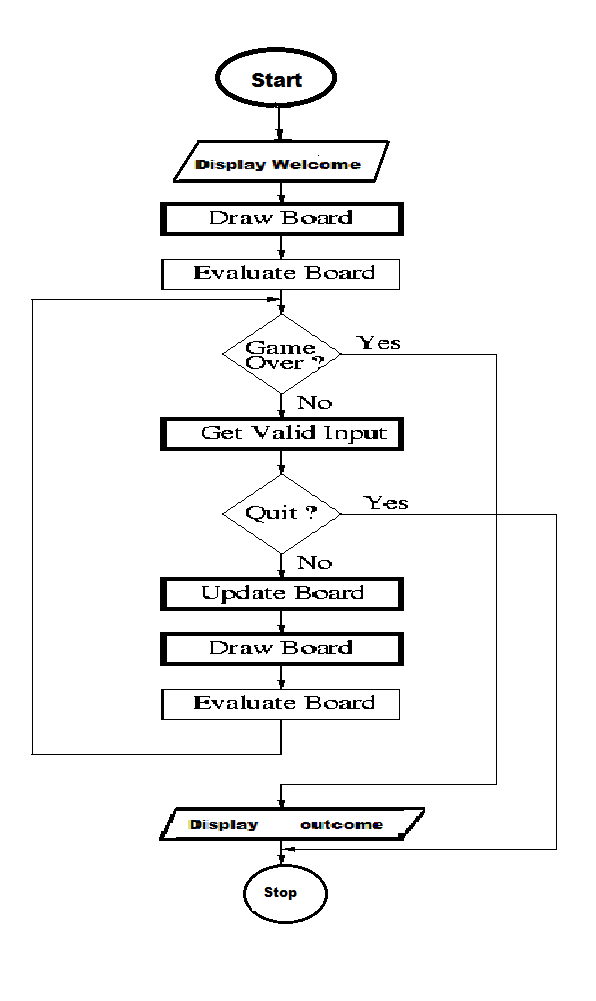 Start
Display Welcome
Draw Board
Evaluate Board
Game
Over ?
Yes
No
Get Valid Input
Quit ?
Yes
No
Update Board
Draw Board
Evaluate Board
Display outcome
Stop